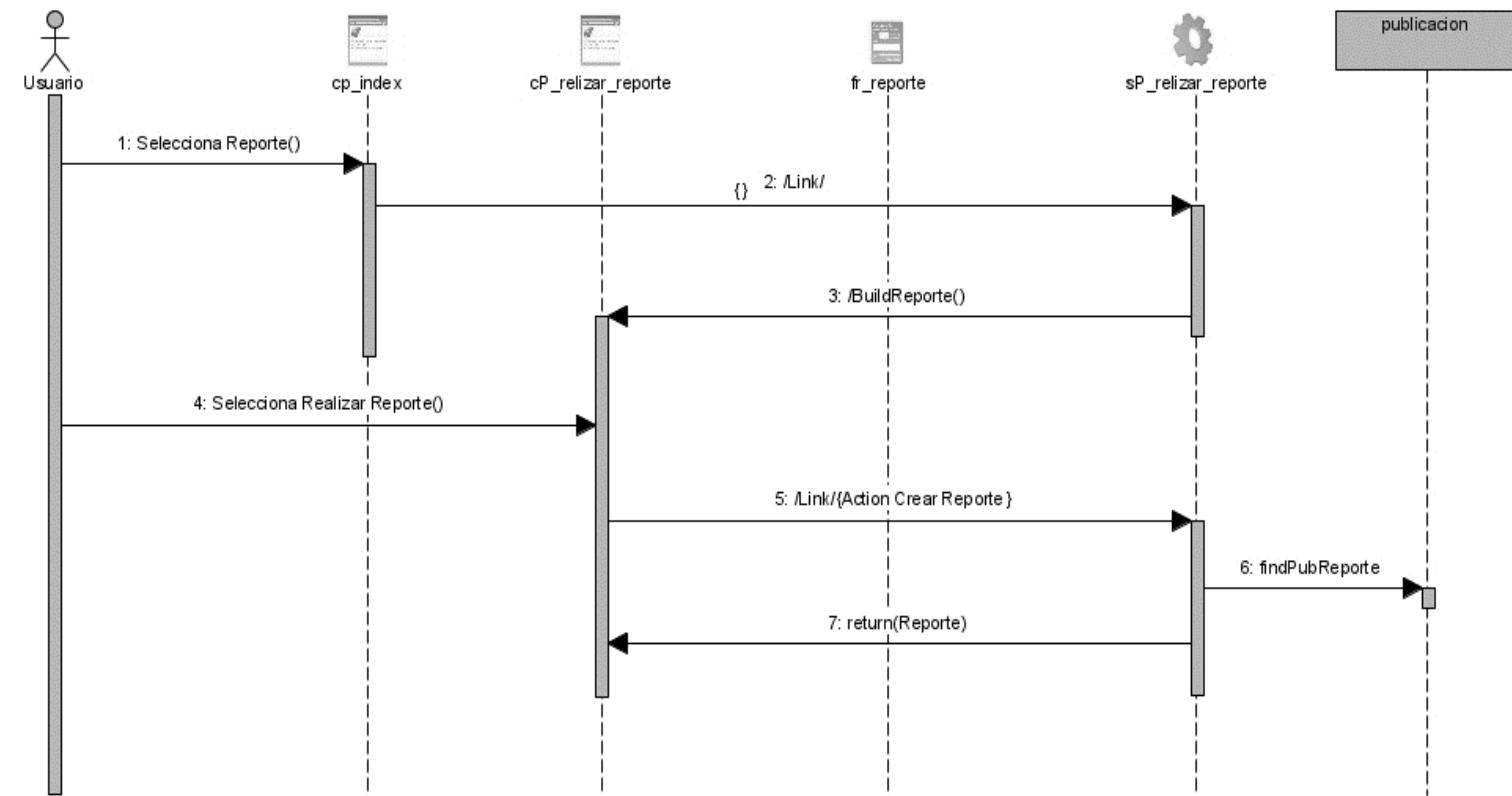 publicacion
Usuario
cp_index
cP_relizar_reporte
fr_reporte
sP_relizar_reporte
1: Selecciona Reporte()
{} 2: /Link/
3: /BuildReporte()
4: Selecciona Realizar Reporte()
5: /Link/{Action Crear Reporte}
6: findPubReporte
7: return(Reporte)